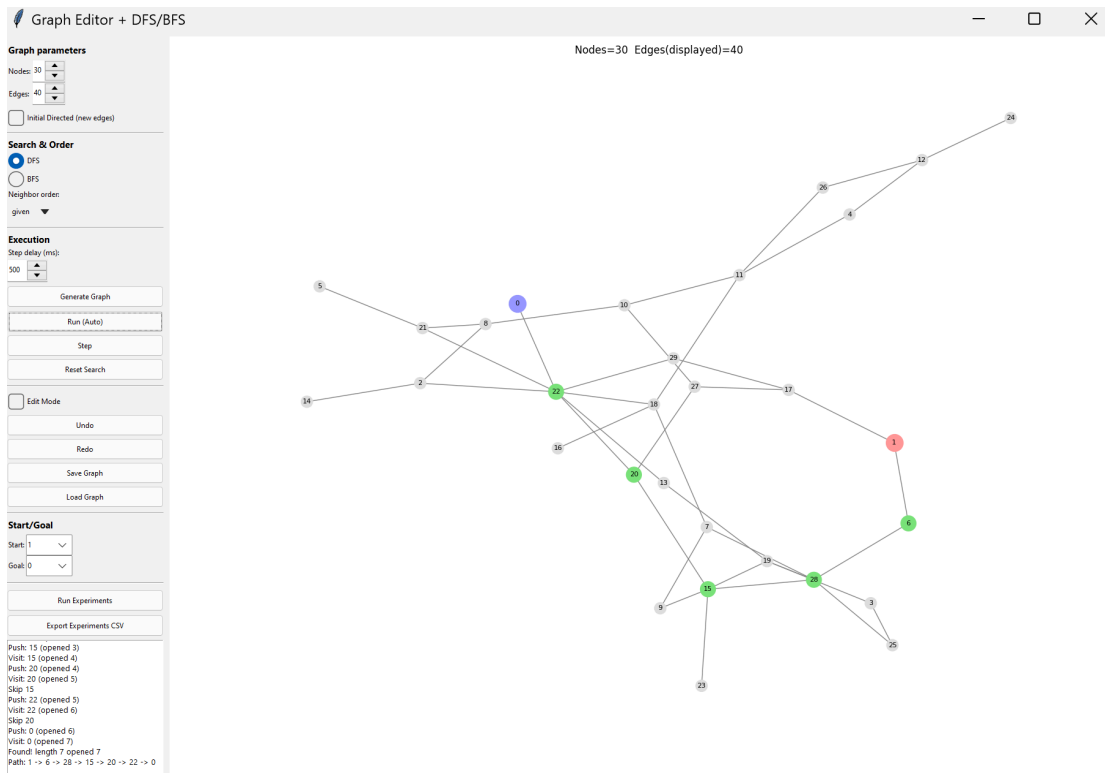 Graph Editor + DFS/BFS
Graph parameters
Nodes: 30
Edges: 40
Initial Directed (new edges)
Search & Order
DFS
BFS
Neighbor order:
given
Execution
Step delay (ms):
500
Generate Graph
Run (Auto)
Step
Reset Search
Edit Mode
Undo
Redo
Save Graph
Load Graph
Start/Goal
Start: 1
Goal: 0
Run Experiments
Export Experiments CSV
Push: 15 (opened 3)
Visit: 15 (opened 4)
Push: 20 (opened 4)
Visit: 20 (opened 5)
Skip 15
Push: 22 (opened 5)
Visit: 22 (opened 6)
Skip 20
Push: 0 (opened 6)
Visit: 0 (opened 7)
Found! length 7 opened 7
Path: 1 -> 6 -> 28 -> 15 -> 20 -> 22 -> 0
Nodes=30 Edges(displayed)=40
24
12
26
4
11
5
0
10
8
21
29
2
27
17
22
14
18
1
16
20
13
6
7
19
28
15
3
9
25
23